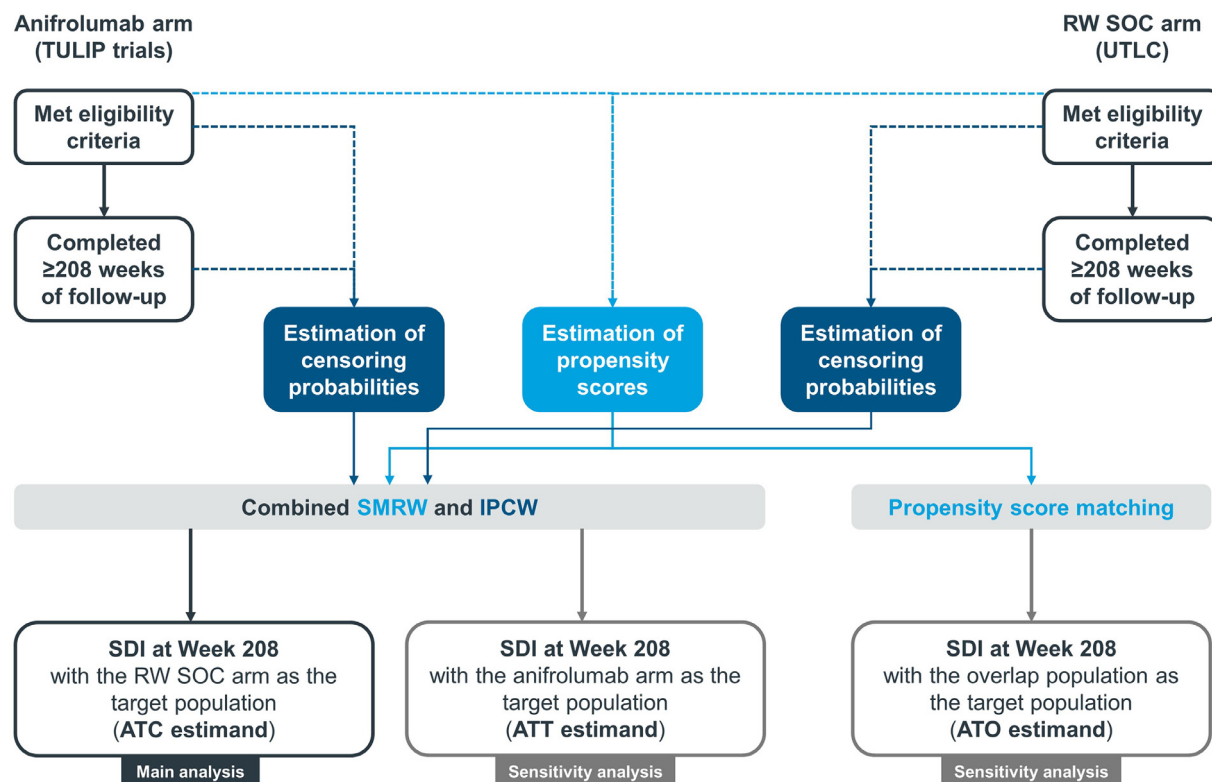 Anifrolumab arm
(TULIP trials)
RW SOC arm
(UTLC)
Met eligibility
criteria
Met eligibility
criteria
Completed
≥208 weeks
of follow-up
Completed
≥208 weeks
of follow-up
Estimation of
censoring
probabilities
Estimation of
propensity
scores
Estimation of
censoring
probabilities
Combined SMRW and IPCW
Propensity score matching
SDI at Week 208
with the RW SOC arm as the
target population
(ATC estimand)
Main analysis
SDI at Week 208
with the anifrolumab arm as the
target population
(ATT estimand)
Sensitivity analysis
SDI at Week 208
with the overlap population as
the target population
(ATO estimand)
Sensitivity analysis